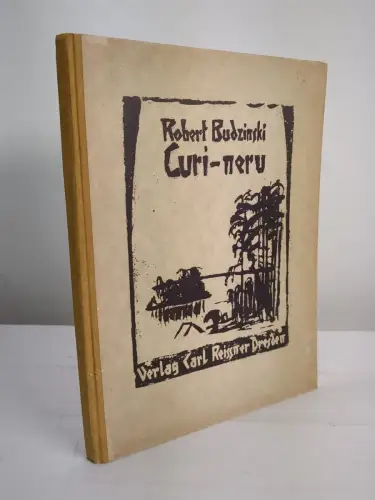 Robert Budzinski
Curi-neru
Verlag Carl Reissner Dresden